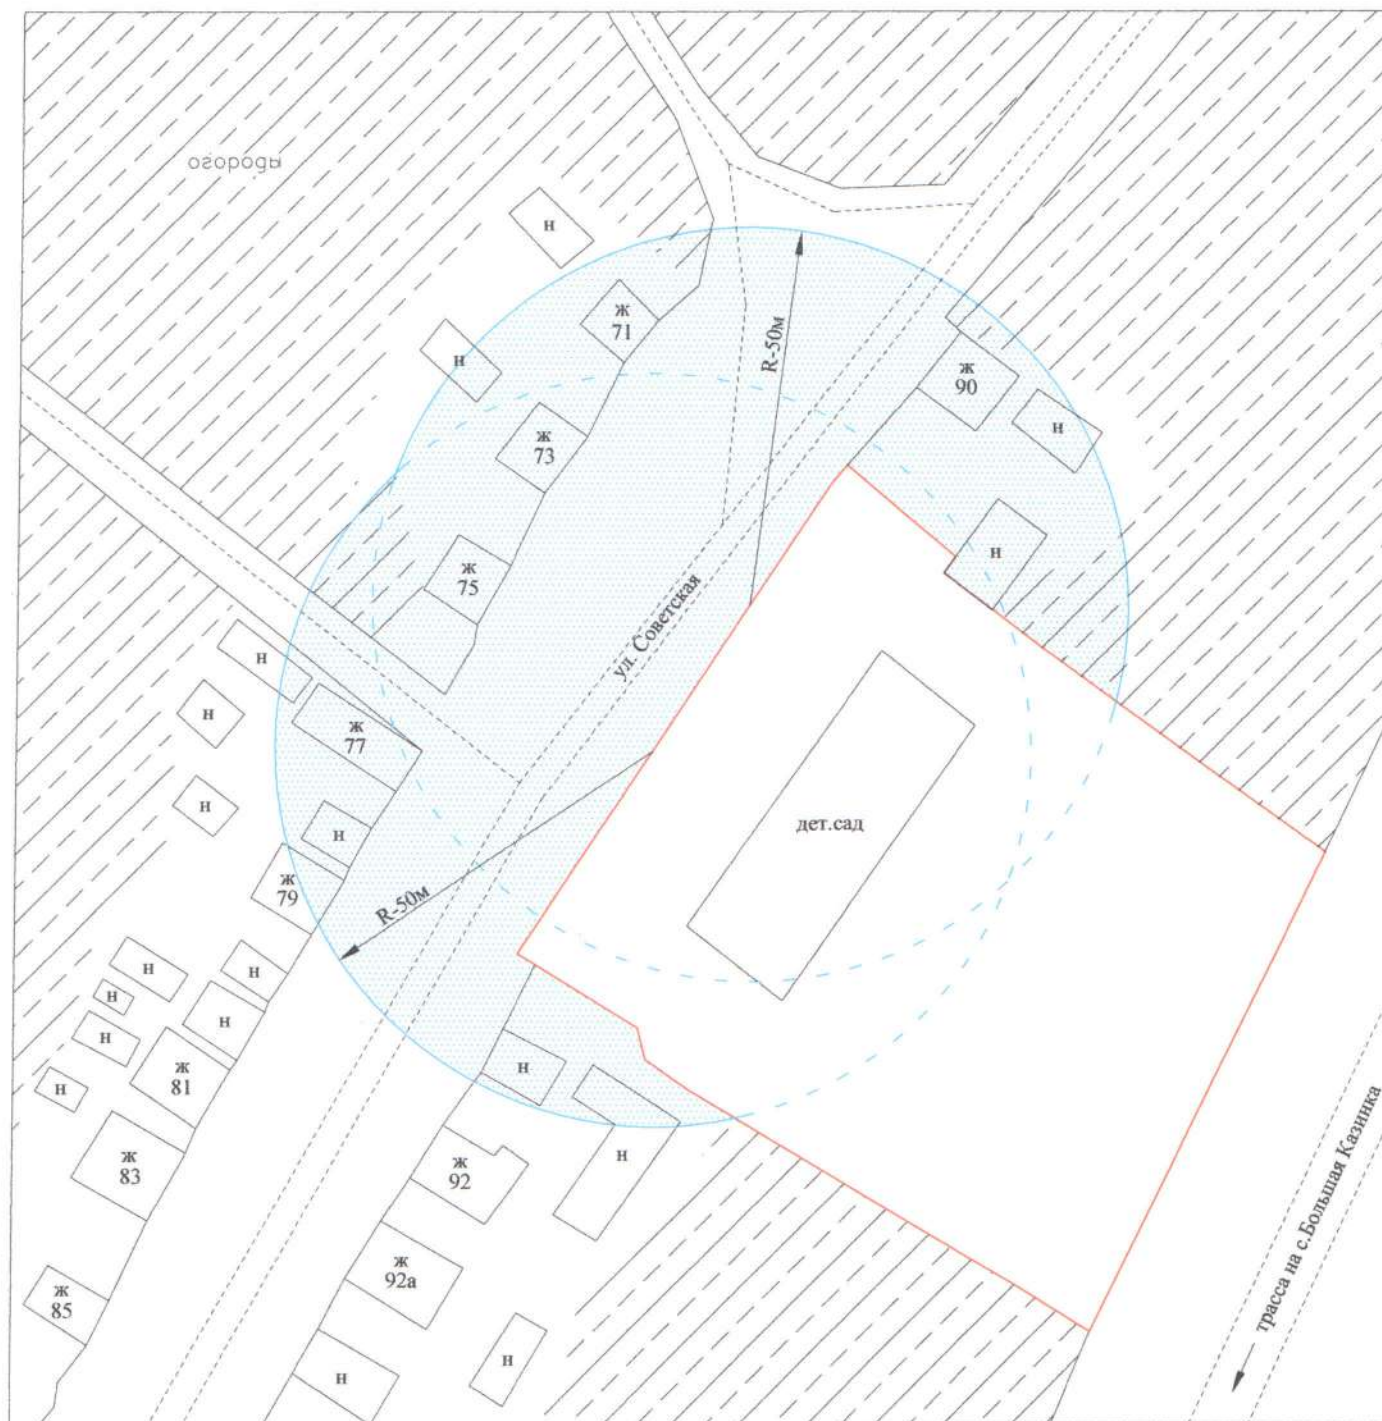 огороды
н
ж
71
н
R-50м
ж
90
н
ж
73
н
ж
75
ул. Советская
н
н
ж
77
н
н
дет.сад
ж
79
R-50м
н
н
н
н
н
ж
81
н
н
н
ж
83
ж
92
н
ж
92а
ж
85
н
н
трасса на с.Большая Казинка